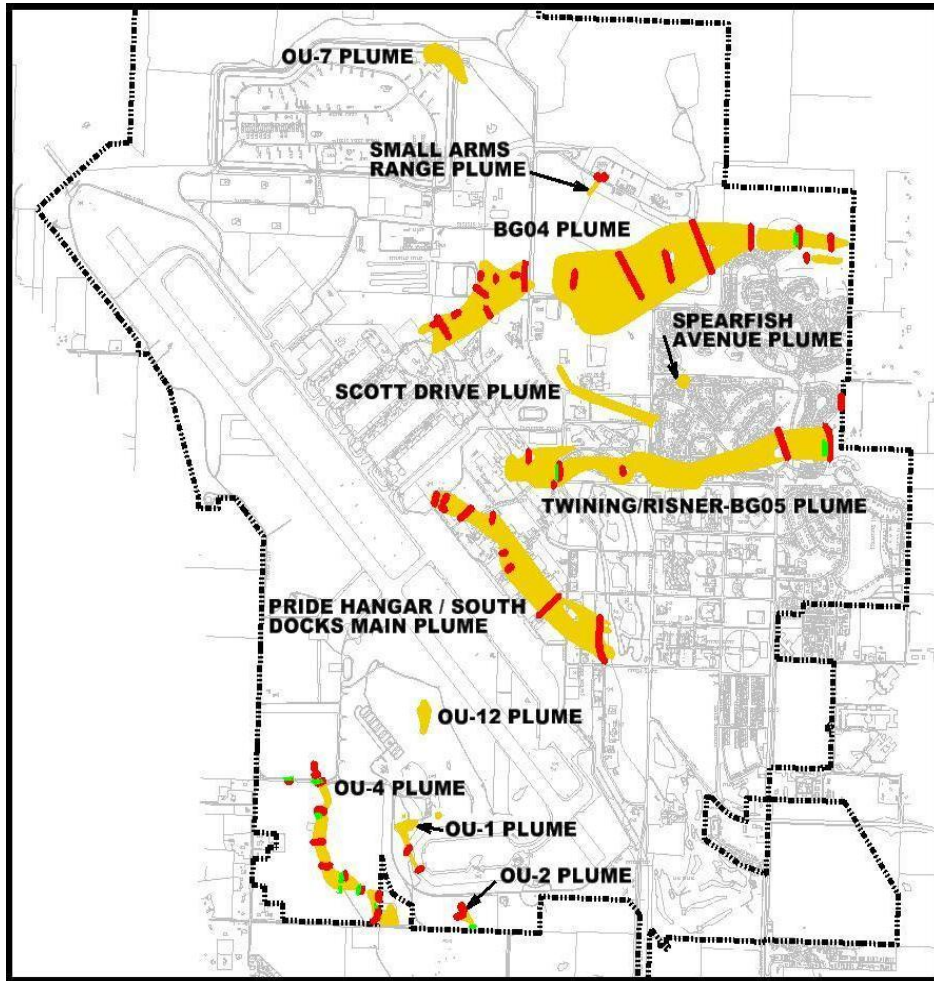 OU-7 PLUME
SMALL ARMS
RANGE PLUME
BG04 PLUME
SPEARFISH
AVENUE PLUME
SCOTT DRIVE PLUME
TWINING/RISNER-BG05 PLUME
PRIDE HANGAR / SOUTH
DOCKS MAIN PLUME
OU-12 PLUME
OU-4 PLUME
OU-1 PLUME
OU-2 PLUME